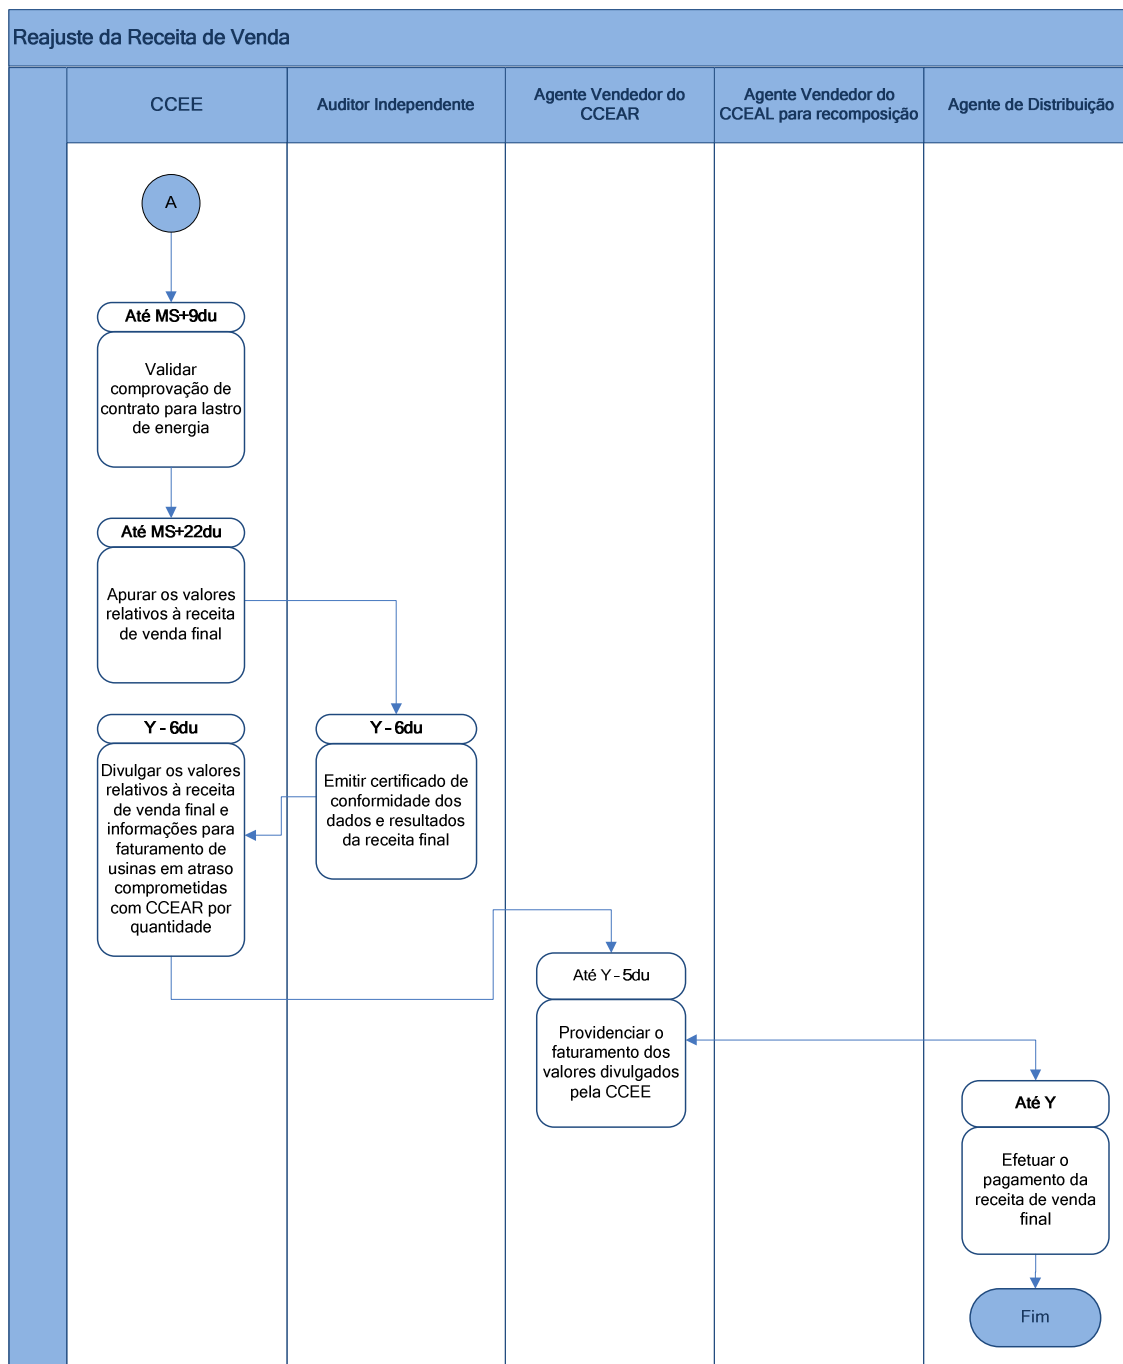 Reajuste da Receita de Venda
CCEE
Auditor Independente
Agente Vendedor do
CCEAR
Agente Vendedor do
CCEAL para recomposição
Agente de Distribuição
A
Até MS+9du
Validar
comprovação de
contrato para lastro
de energia
Até MS+22du
Apurar os valores
relativos à receita
de venda final
Y - 6du
Divulgar os valores
relativos à receita
de venda final e
informações para
faturamento de
usinas em atraso
comprometidas
com CCEAR por
quantidade
Y - 6du
Emitir certificado de
conformidade dos
dados e resultados
da receita final
Até Y - 5du
Providenciar o
faturamento dos
valores divulgados
pela CCEE
Até Y
Efetuar o
pagamento da
receita de venda
final
Fim